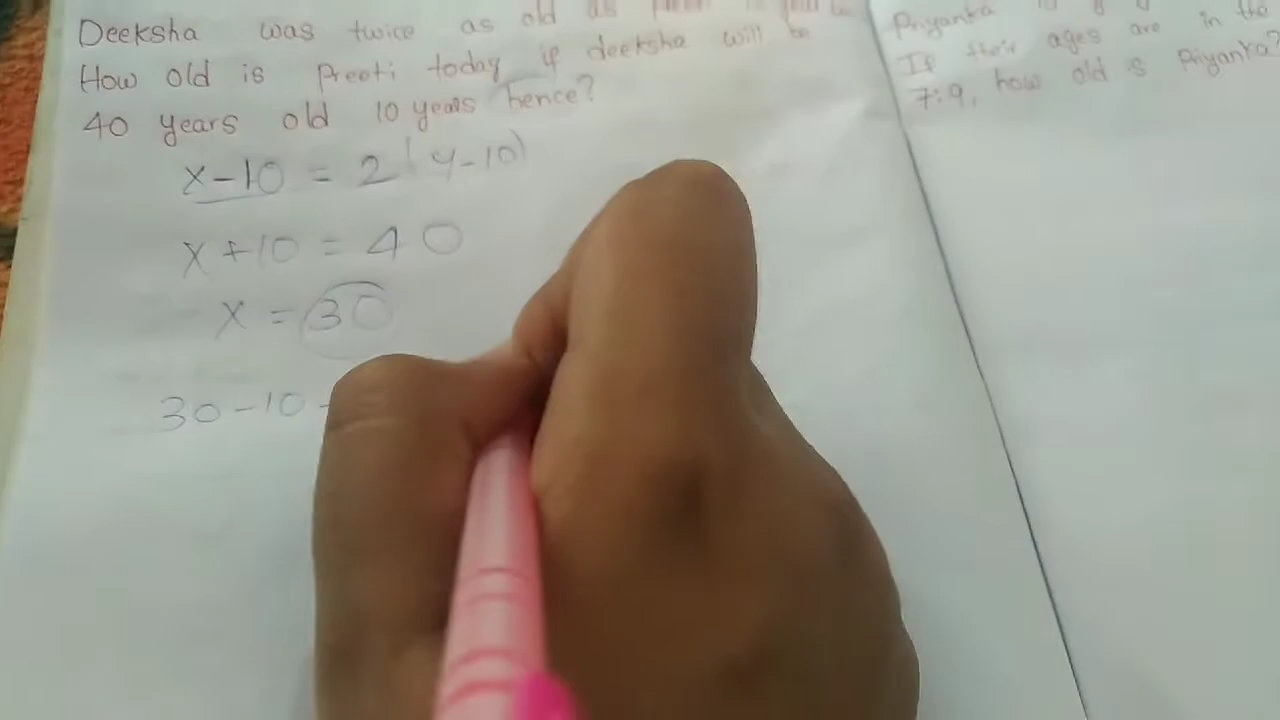 Deeksha was twice as old as
How old is Preeti today if deeksha will be
40 years old 10 years hence?
x-10 = 2(y-10)
x+10 = 40
x = 30
30-10
Priyanka
If their ages are in the
7:9, how old is Priyanka?